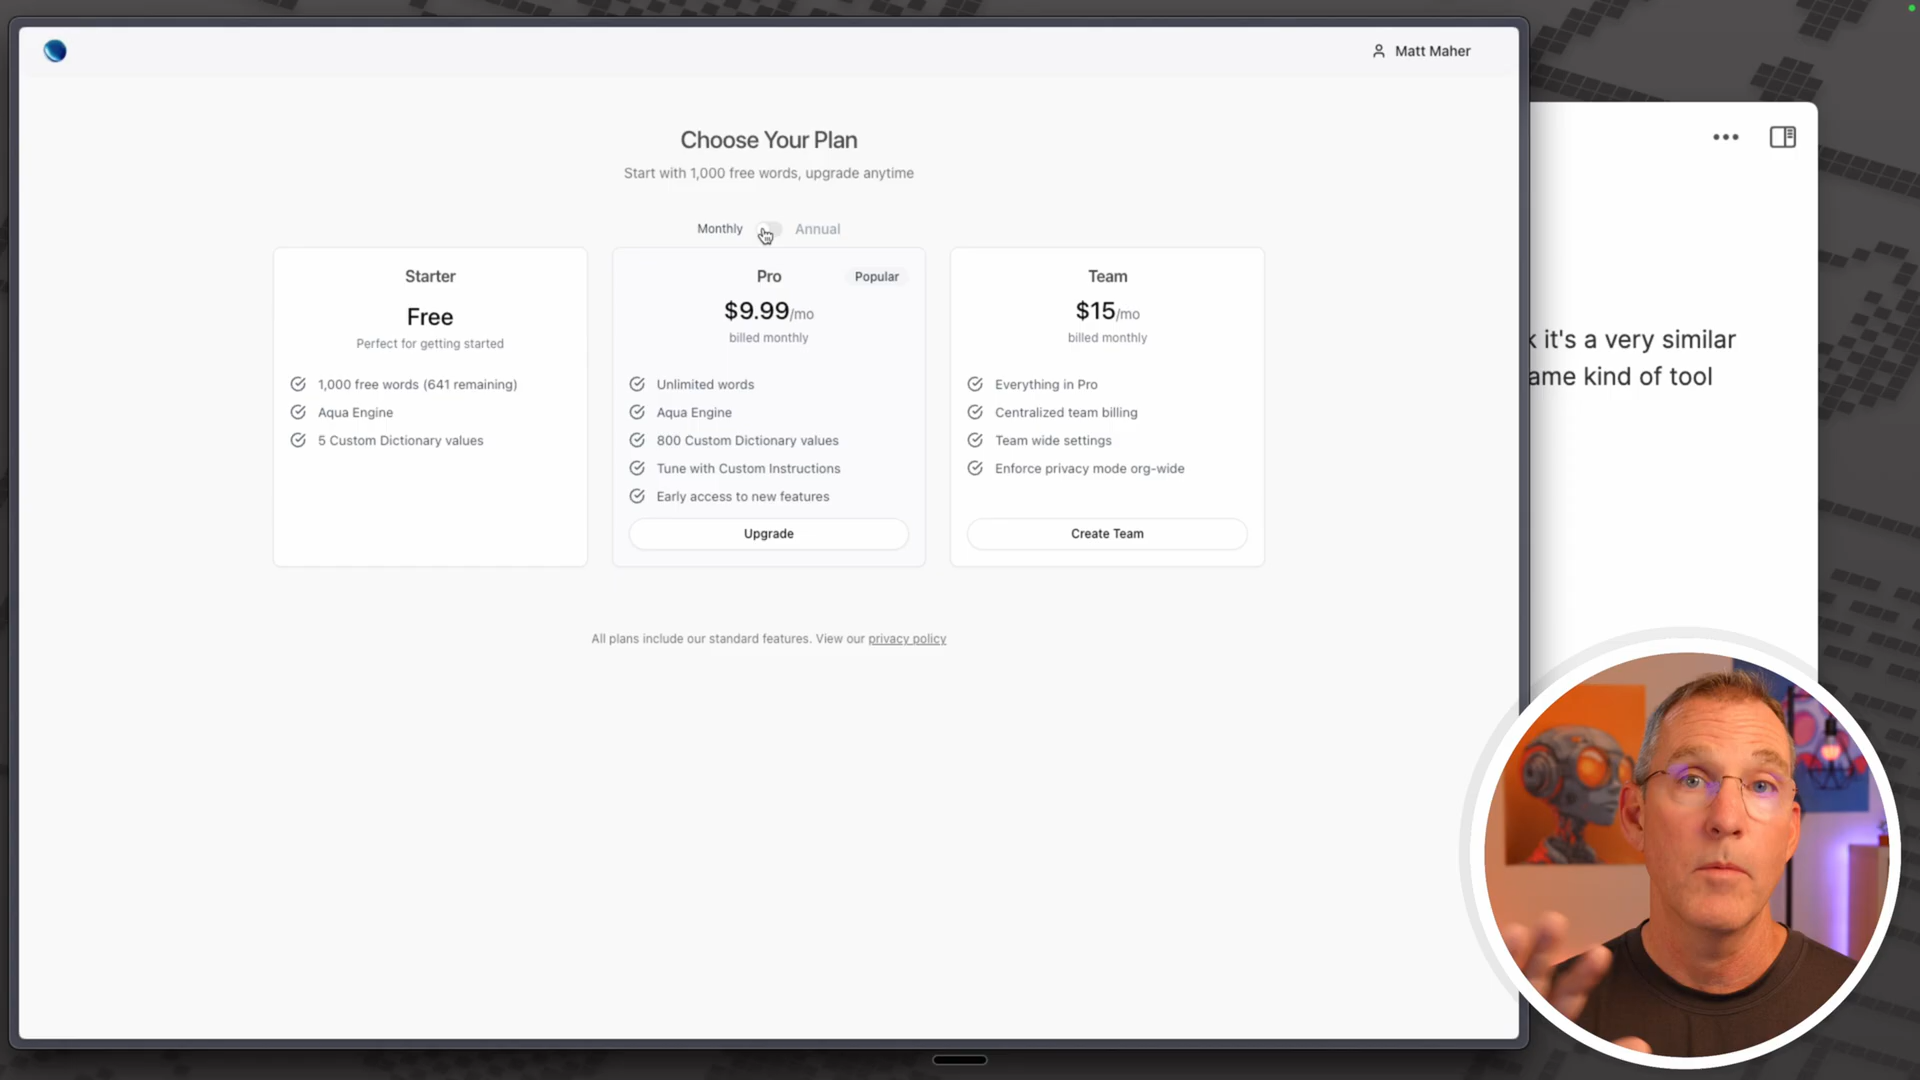 Matt Maher
Choose Your Plan
Start with 1,000 free words, upgrade anytime
Monthly
Annual
Starter
Free
Perfect for getting started
1,000 free words (641 remaining)
Aqua Engine
5 Custom Dictionary values
Pro
Popular
$9.99/mo
billed monthly
Unlimited words
Aqua Engine
800 Custom Dictionary values
Tune with Custom Instructions
Early access to new features
Upgrade
Team
$15/mo
billed monthly
Everything in Pro
Centralized team billing
Team wide settings
Enforce privacy mode org-wide
Create Team
All plans include our standard features. View our privacy policy
it's a very similar
kind of tool